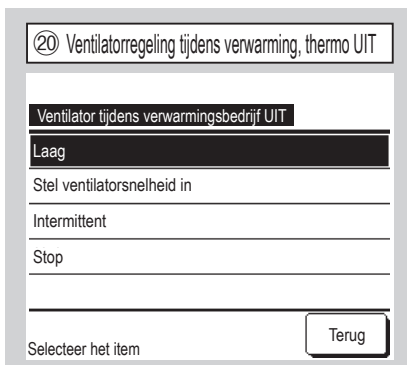 ⑳ Ventilatorregeling tijdens verwarming, thermo UIT
Ventilator tijdens verwarmingsbedrijf UIT
Laag
Stel ventilatorsnelheid in
Intermittent
Stop
Terug
Selecteer het item